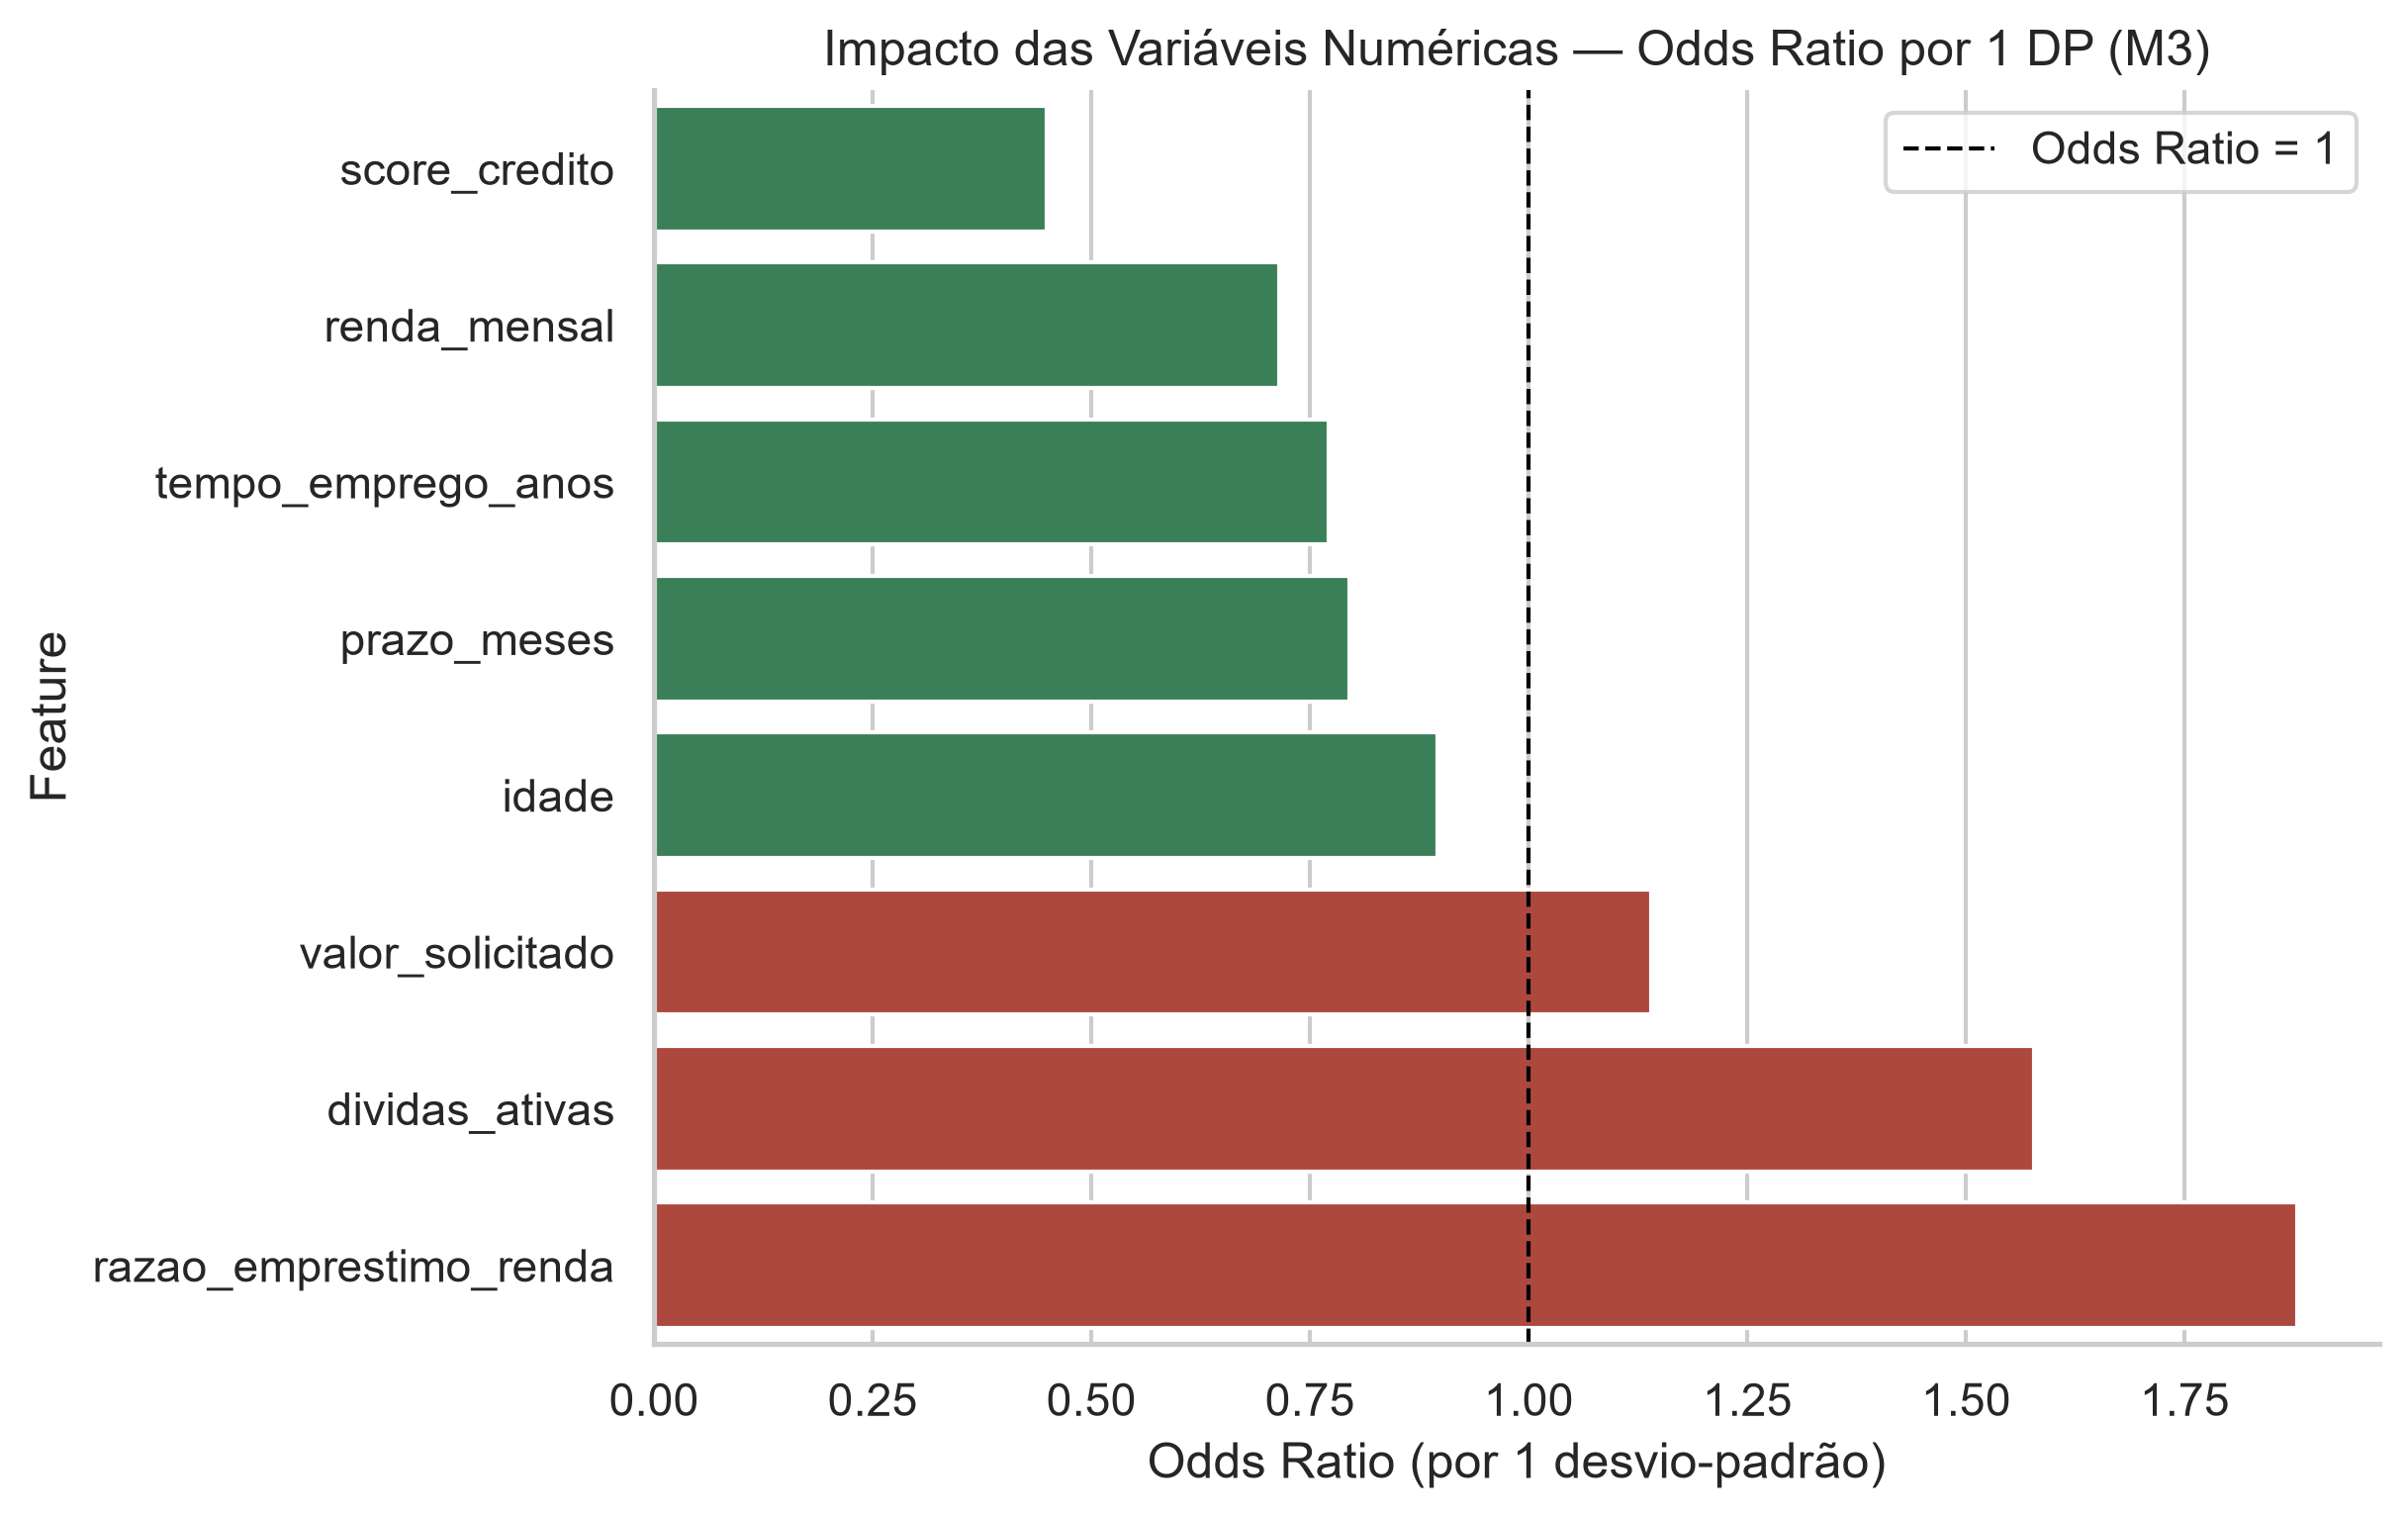 Impacto das Variáveis Numéricas — Odds Ratio por 1 DP (M3)
Odds Ratio = 1
Feature
score_credito
renda_mensal
tempo_emprego_anos
prazo_meses
idade
valor_solicitado
dividas_ativas
razao_emprestimo_renda
0.00 0.25 0.50 0.75 1.00 1.25 1.50 1.75
Odds Ratio (por 1 desvio-padrão)